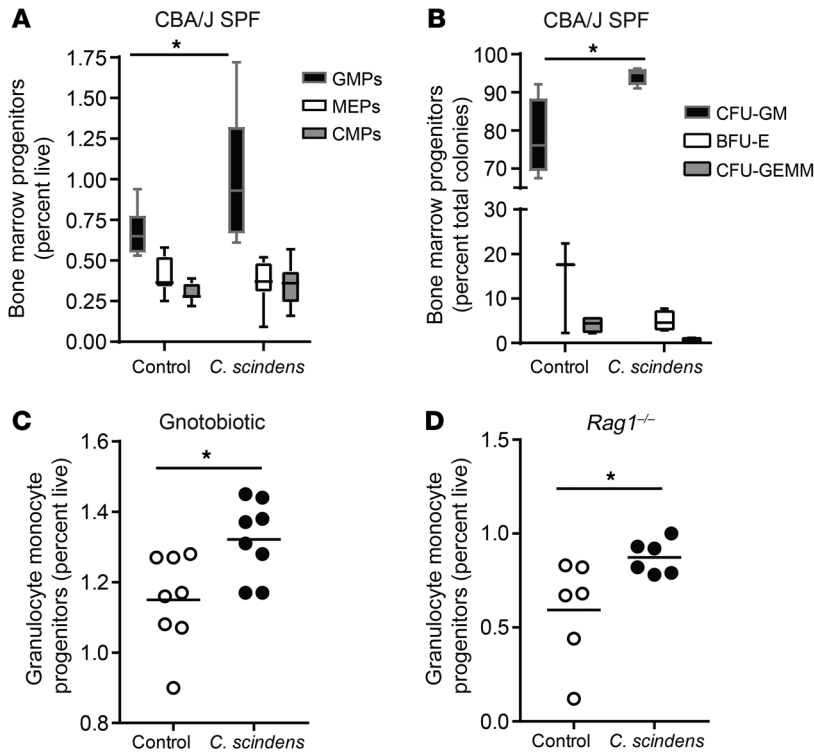 A
CBA/J SPF
Bone marrow progenitors
(percent live)
1.75
1.50
1.25
1.00
0.75
0.50
0.25
0.00
*
GMPs
MEPs
CMPs
Control
C. scindens
B
CBA/J SPF
Bone marrow progenitors
(percent total colonies)
100
90
80
70
30
20
10
0
*
CFU-GM
BFU-E
CFU-GEMM
Control
C. scindens
C
Gnotobiotic
Granulocyte monocyte
progenitors (percent live)
1.6
1.4
1.2
1.0
0.8
*
Control
C. scindens
D
Rag1–/–
Granulocyte monocyte
progenitors (percent live)
1.5
1.0
0.5
0.0
*
Control
C. scindens